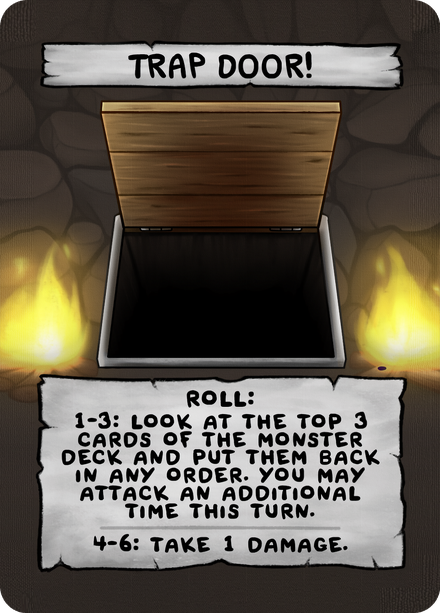 TRAP DOOR!
ROLL:
1-3: LOOK AT THE TOP 3
CARDS OF THE MONSTER
DECK AND PUT THEM BACK
IN ANY ORDER. YOU MAY
ATTACK AN ADDITIONAL
TIME THIS TURN.
4-6: TAKE 1 DAMAGE.